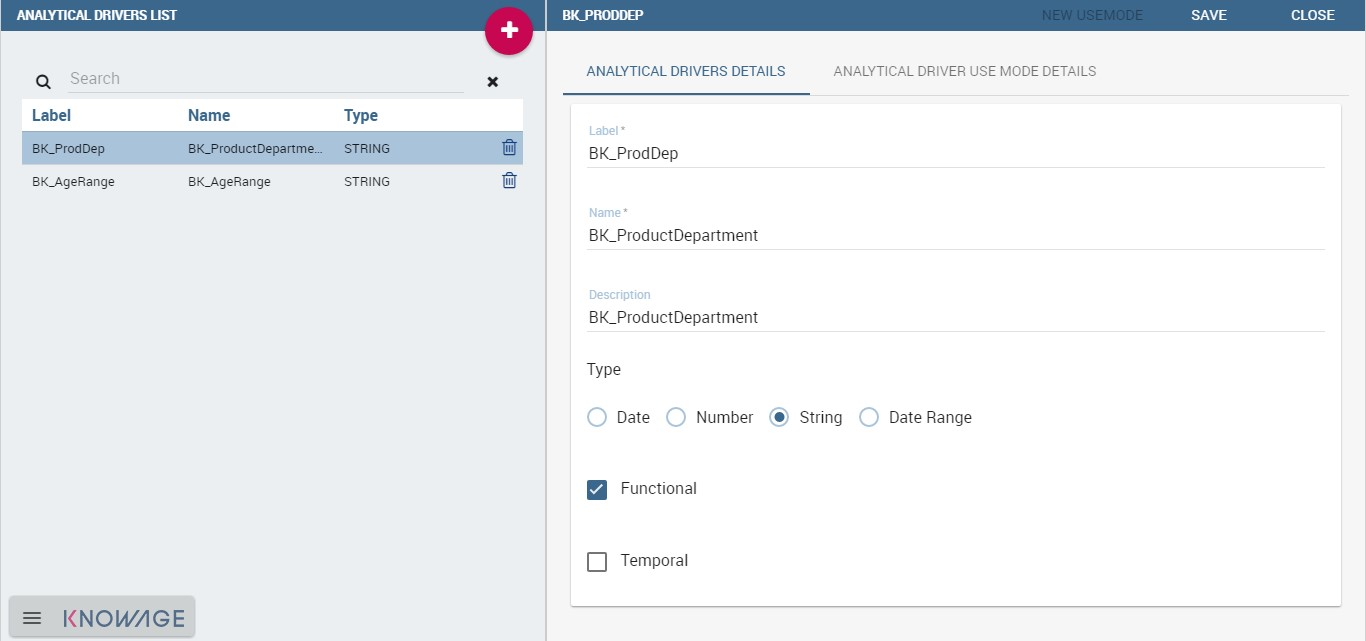 ANALYTICAL DRIVERS LIST
Search
Label Name Type
BK_ProdDep BK_ProductDepartme... STRING
BK_AgeRange BK_AgeRange STRING
KNOWAGE
BK_PRODDEP NEW USEMODE SAVE CLOSE
ANALYTICAL DRIVERS DETAILS ANALYTICAL DRIVER USE MODE DETAILS
Label *
BK_ProdDep
Name *
BK_ProductDepartment
Description
BK_ProductDepartment
Type
Date Number String Date Range
Functional
Temporal